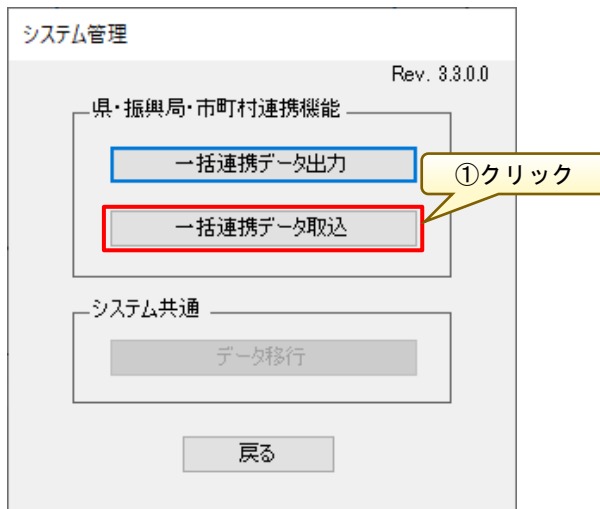 システム管理
Rev. 3.3.0.0
県・振興局・市町村連携機能
一括連携データ出力
①クリック
一括連携データ取込
システム共通
データ移行
戻る